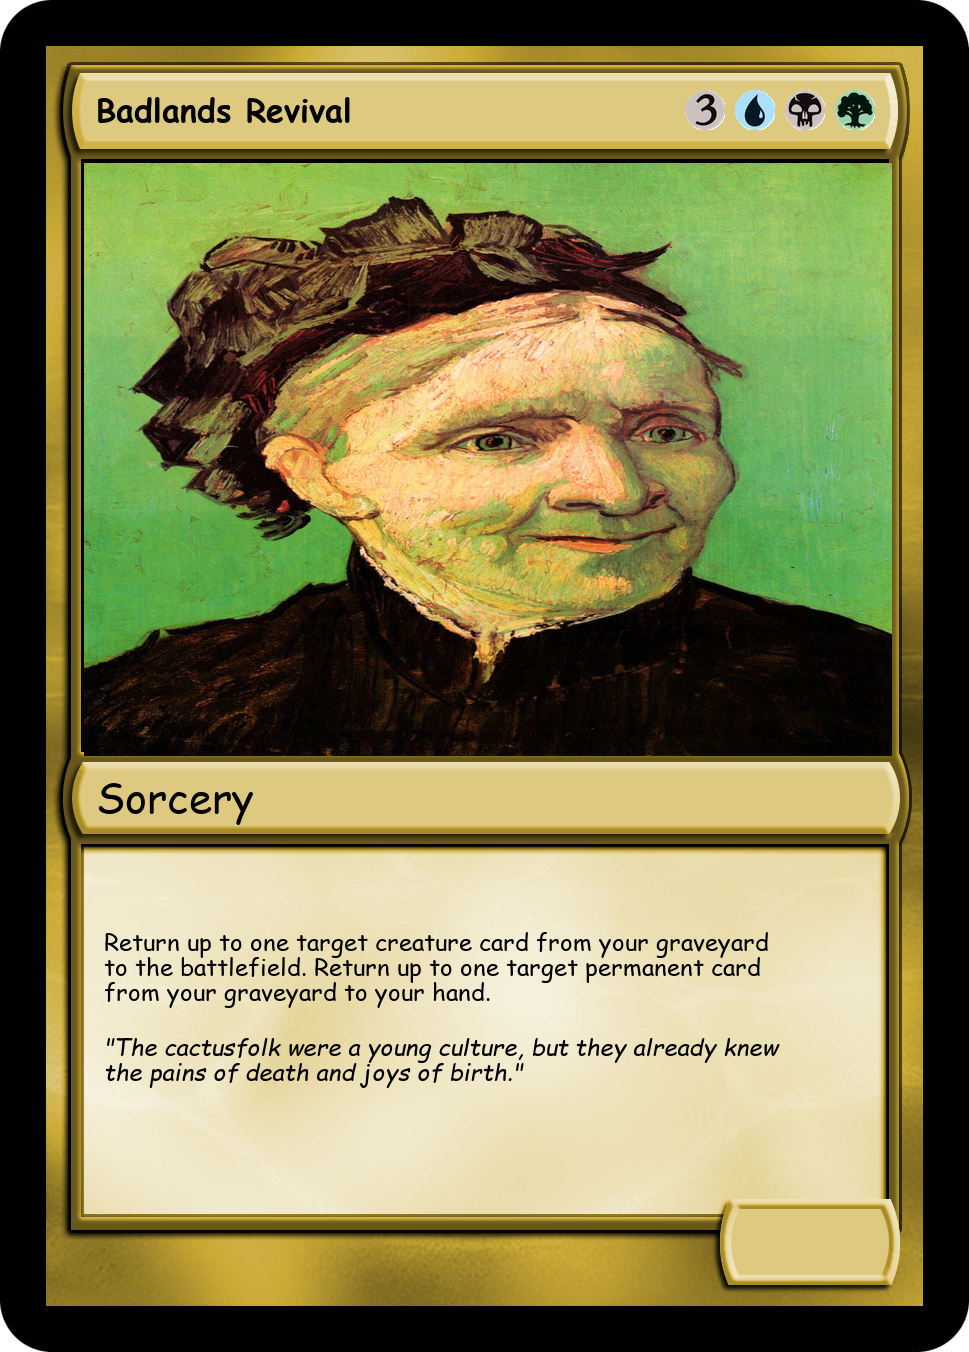 Badlands Revival 3
Sorcery
Return up to one target creature card from your graveyard
to the battlefield. Return up to one target permanent card
from your graveyard to your hand.
"The cactusfolk were a young culture, but they already knew
the pains of death and joys of birth."